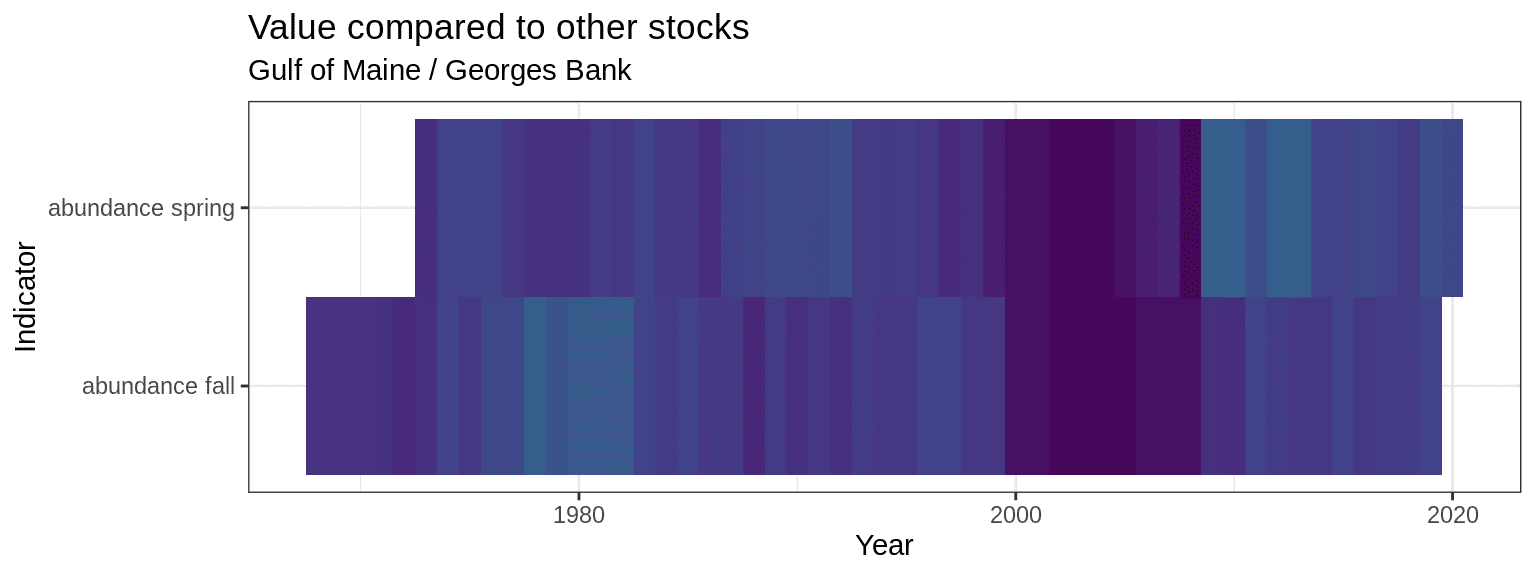 Value compared to other stocks
Gulf of Maine / Georges Bank
Indicator
abundance spring
abundance fall
1980
2000
2020
Year